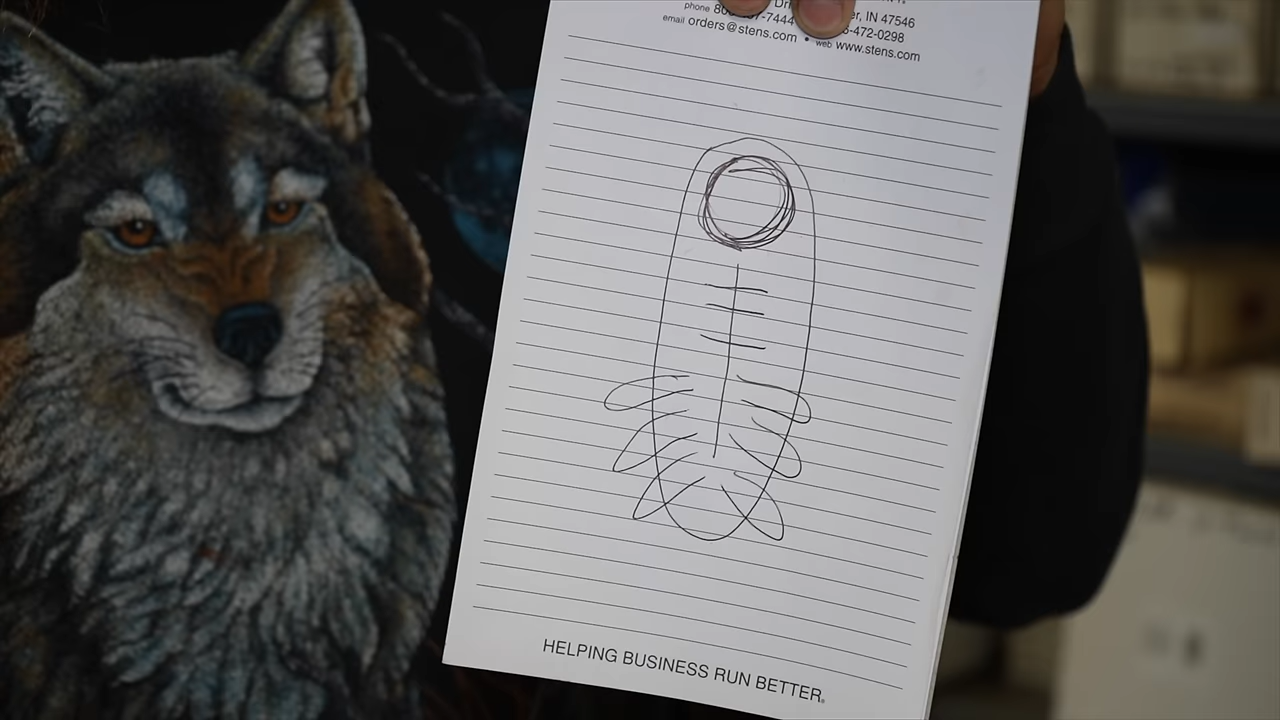 phone
er, IN 47546
-472-0298
email orders@stens.com • web www.stens.com
HELPING BUSINESS RUN BETTER.